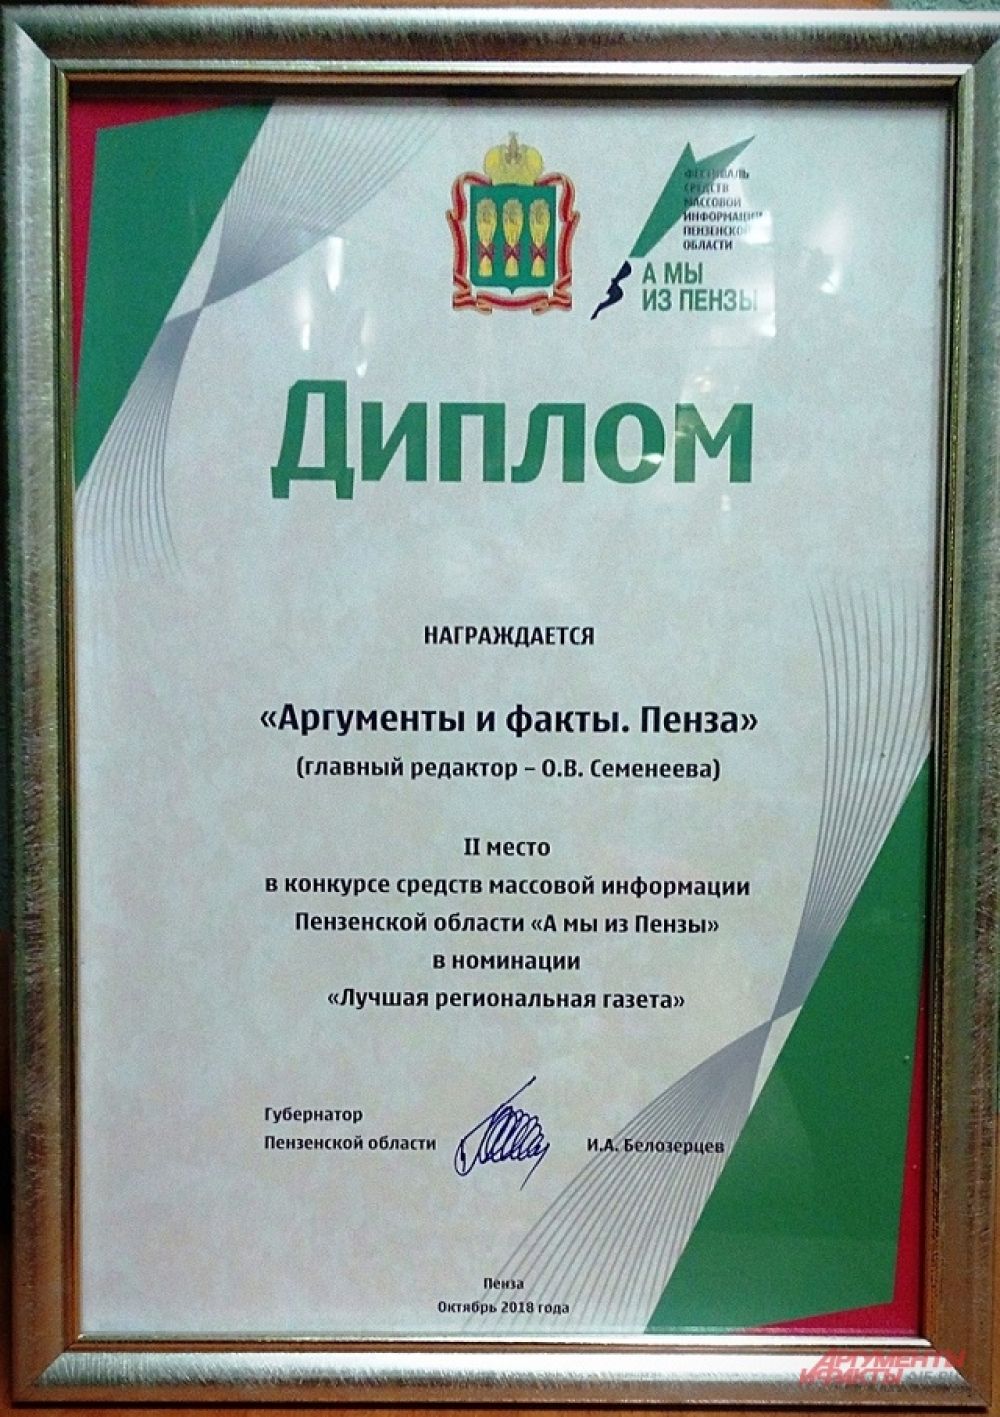 ФЕСТИВАЛЬ
СРЕДСТВ
МАССОВОЙ
ИНФОРМАЦИИ
ПЕНЗЕНСКОЙ
ОБЛАСТИ
А МЫ
ИЗ ПЕНЗЫ
Диплом
НАГРАЖДАЕТСЯ
«Аргументы и факты. Пенза»
(главный редактор – О.В. Семенеева)
II место
в конкурсе средств массовой информации
Пензенской области «А мы из Пензы»
в номинации
«Лучшая региональная газета»
Губернатор
Пензенской области
И.А. Белозерцев
Пенза
Октябрь 2018 года
АРГУМЕНТЫ
И ФАКТЫ AIF.RU